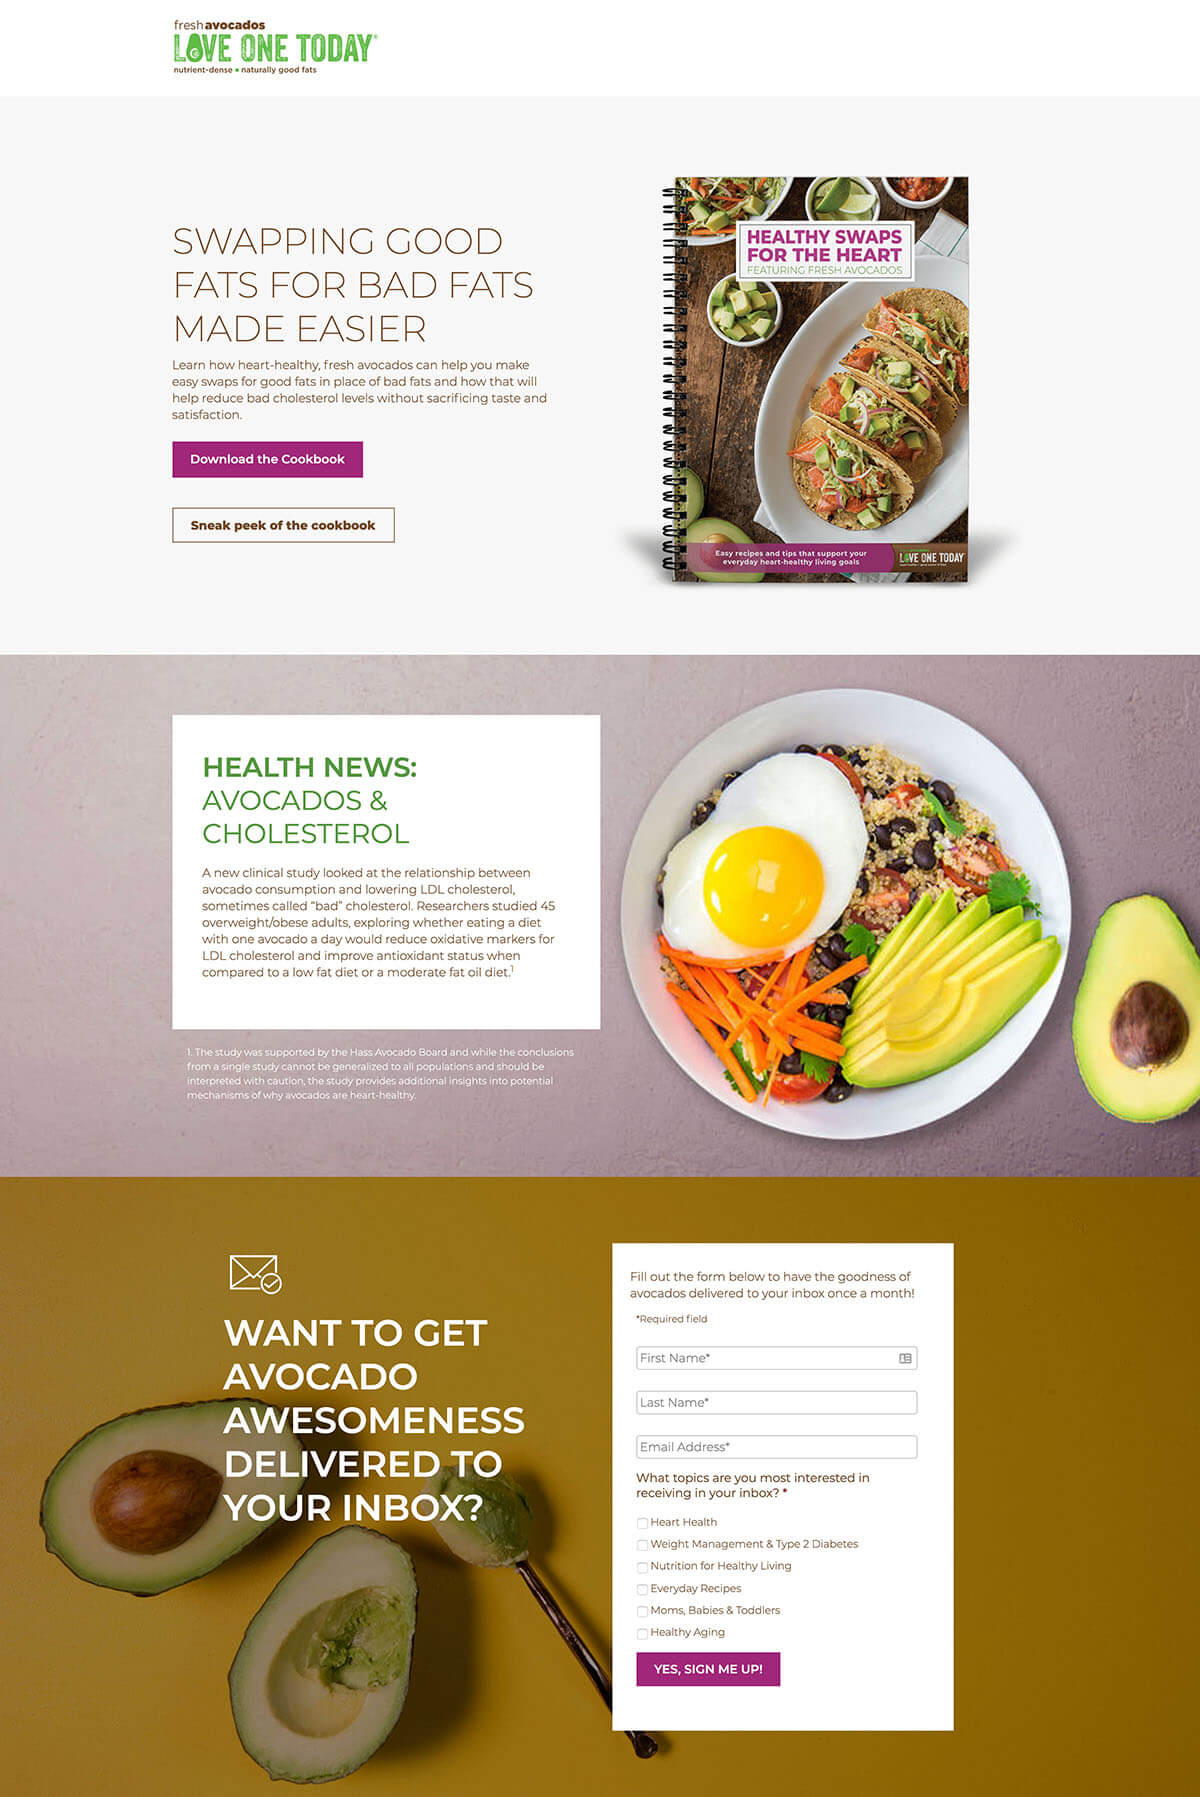 fresh avocados
LOVE ONE TODAY®
nutrient-dense • naturally good fats
SWAPPING GOOD
FATS FOR BAD FATS
MADE EASIER
Learn how heart-healthy, fresh avocados can help you make
easy swaps for good fats in place of bad fats and how that will
help reduce bad cholesterol levels without sacrificing taste and
satisfaction.
Download the Cookbook
Sneak peek of the cookbook
HEALTHY SWAPS
FOR THE HEART
FEATURING FRESH AVOCADOS
Easy recipes and tips that support your
everyday heart-healthy living goals
LOVE ONE TODAY
HEALTH NEWS:
AVOCADOS &
CHOLESTEROL
A new clinical study looked at the relationship between
avocado consumption and lowering LDL cholesterol,
sometimes called “bad” cholesterol. Researchers studied 45
overweight/obese adults, exploring whether eating a diet
with one avocado a day would reduce oxidative markers for
LDL cholesterol and improve antioxidant status when
compared to a low fat diet or a moderate fat oil diet.1
1. The study was supported by the Hass Avocado Board and while the conclusions
from a single study cannot be generalized to all populations and should be
interpreted with caution, the study provides additional insights into potential
mechanisms of why avocados are heart-healthy.
WANT TO GET
AVOCADO
AWESOMENESS
DELIVERED TO
YOUR INBOX?
Fill out the form below to have the goodness of
avocados delivered to your inbox once a month!
*Required field
First Name*
Last Name*
Email Address*
What topics are you most interested in
receiving in your inbox? *
Heart Health
Weight Management & Type 2 Diabetes
Nutrition for Healthy Living
Everyday Recipes
Moms, Babies & Toddlers
Healthy Aging
YES, SIGN ME UP!